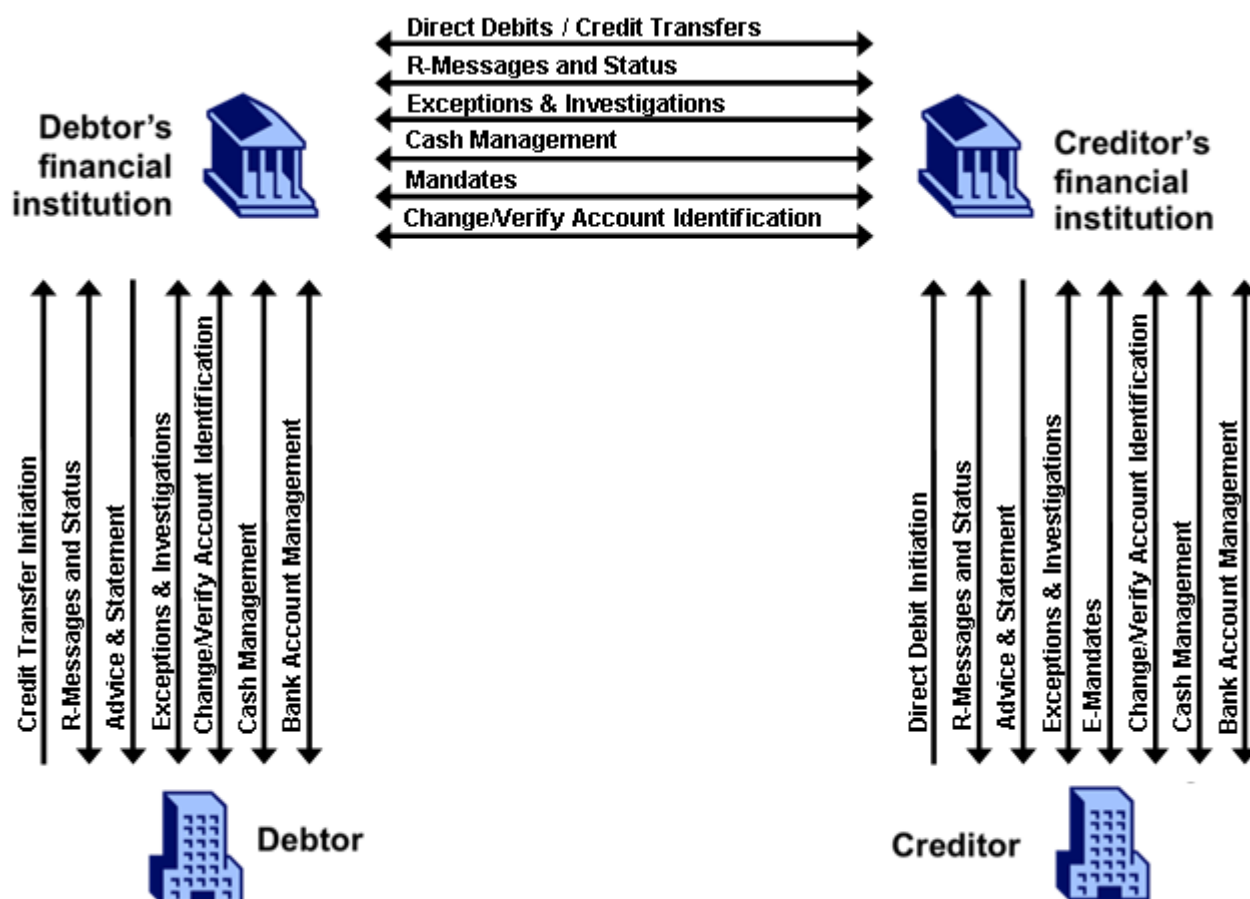 Direct Debits / Credit Transfers
R-Messages and Status
Exceptions & Investigations
Cash Management
Mandates
Change/Verify Account Identification
Debtor's
financial
institution
Creditor's
financial
institution
Credit Transfer Initiation
R-Messages and Status
Advice & Statement
Exceptions & Investigations
Change/Verify Account Identification
Cash Management
Bank Account Management
Direct Debit Initiation
R-Messages and Status
Advice & Statement
Exceptions & Investigations
E-Mandates
Change/Verify Account Identification
Cash Management
Bank Account Management
Debtor
Creditor